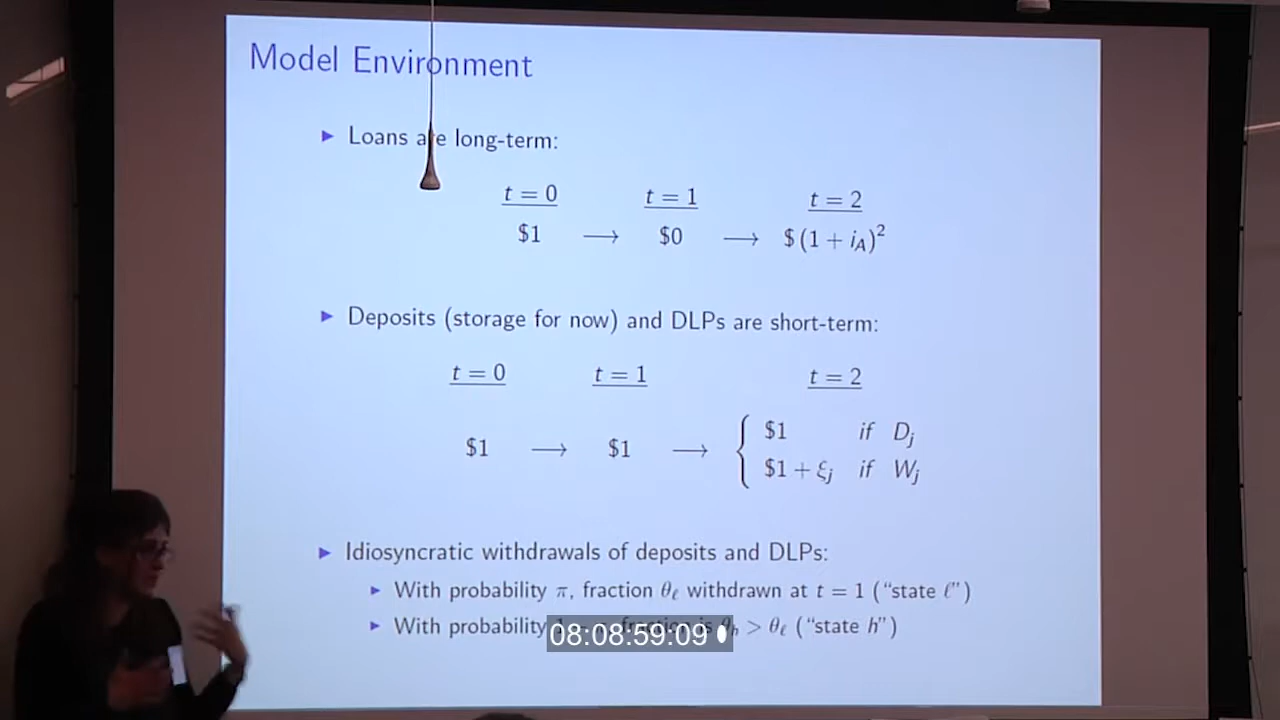 Model Environment
▶ Loans are long-term:
t = 0 t = 1 t = 2
$1 ⟶ $0 ⟶ $(1 + i_A)²
▶ Deposits (storage for now) and DLPs are short-term:
t = 0 t = 1 t = 2
$1 ⟶ $1 ⟶ { $1 if D_j
$1 + ξ_j if W_j
▶ Idiosyncratic withdrawals of deposits and DLPs:
▶ With probability π, fraction θ_ℓ withdrawn at t = 1 ("state ℓ")
▶ With probability is θ_h > θ_ℓ ("state h")
08:08:59:09